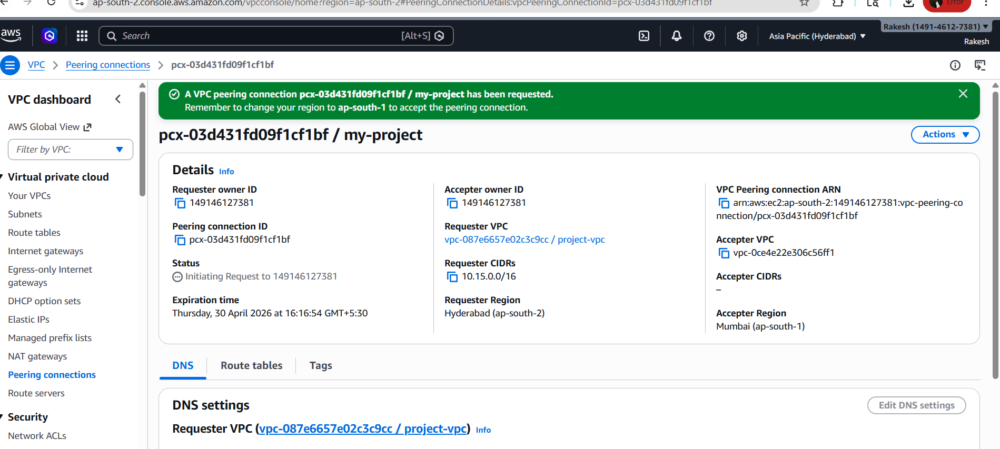 ap-south-2.console.aws.amazon.com/vpcconsole/home?region=ap-south-2#PeeringConnectionDetails:vpcPeeringConnectionId=pcx-03d431fd09f1cf1bf
Error
aws
Search
[Alt+S]
Asia Pacific (Hyderabad)
Rakesh (1491-4612-7381)
Rakesh
VPC
Peering connections
pcx-03d431fd09f1cf1bf
VPC dashboard
AWS Global View
Filter by VPC:
Virtual private cloud
Your VPCs
Subnets
Route tables
Internet gateways
Egress-only Internet
gateways
DHCP option sets
Elastic IPs
Managed prefix lists
NAT gateways
Peering connections
Route servers
Security
Network ACLs
A VPC peering connection pcx-03d431fd09f1cf1bf / my-project has been requested.
Remember to change your region to ap-south-1 to accept the peering connection.
pcx-03d431fd09f1cf1bf / my-project
Actions
Details Info
Requester owner ID
149146127381
Peering connection ID
pcx-03d431fd09f1cf1bf
Status
Initiating Request to 149146127381
Expiration time
Thursday, 30 April 2026 at 16:16:54 GMT+5:30
Accepter owner ID
149146127381
Requester VPC
vpc-087e6657e02c3c9cc / project-vpc
Requester CIDRs
10.15.0.0/16
Requester Region
Hyderabad (ap-south-2)
VPC Peering connection ARN
arn:aws:ec2:ap-south-2:149146127381:vpc-peering-co
nnection/pcx-03d431fd09f1cf1bf
Accepter VPC
vpc-0ce4e22e306c56ff1
Accepter CIDRs
–
Accepter Region
Mumbai (ap-south-1)
DNS
Route tables
Tags
DNS settings
Edit DNS settings
Requester VPC (vpc-087e6657e02c3c9cc / project-vpc) Info